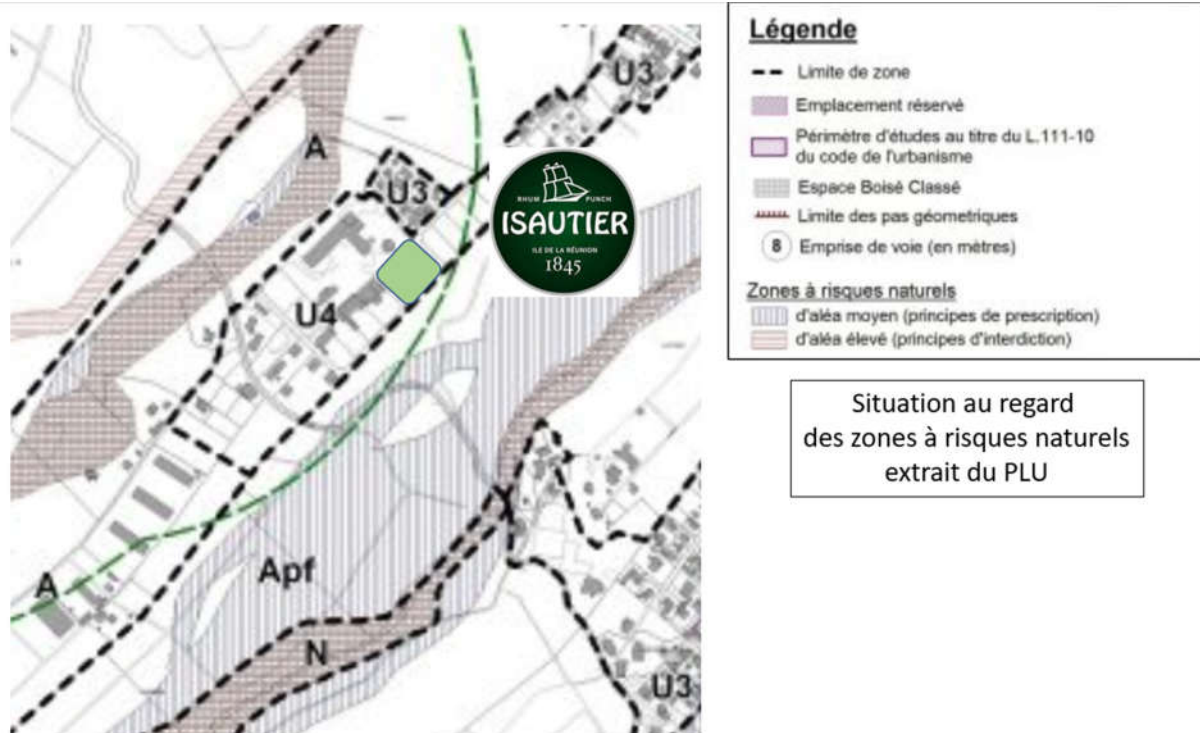 U3
A
U3
RHUM PUNCH
ISAUTIER
ILE DE LA RÉUNION
1845
U4
Apf
A
N
U3
Légende
Limite de zone
Emplacement réservé
Périmètre d'études au titre du L.111-10
du code de l'urbanisme
Espace Boisé Classé
Limite des pas géometriques
8 Emprise de voie (en mètres)
Zones à risques naturels
d'aléa moyen (principes de prescription)
d'aléa élevé (principes d'interdiction)
Situation au regard
des zones à risques naturels
extrait du PLU